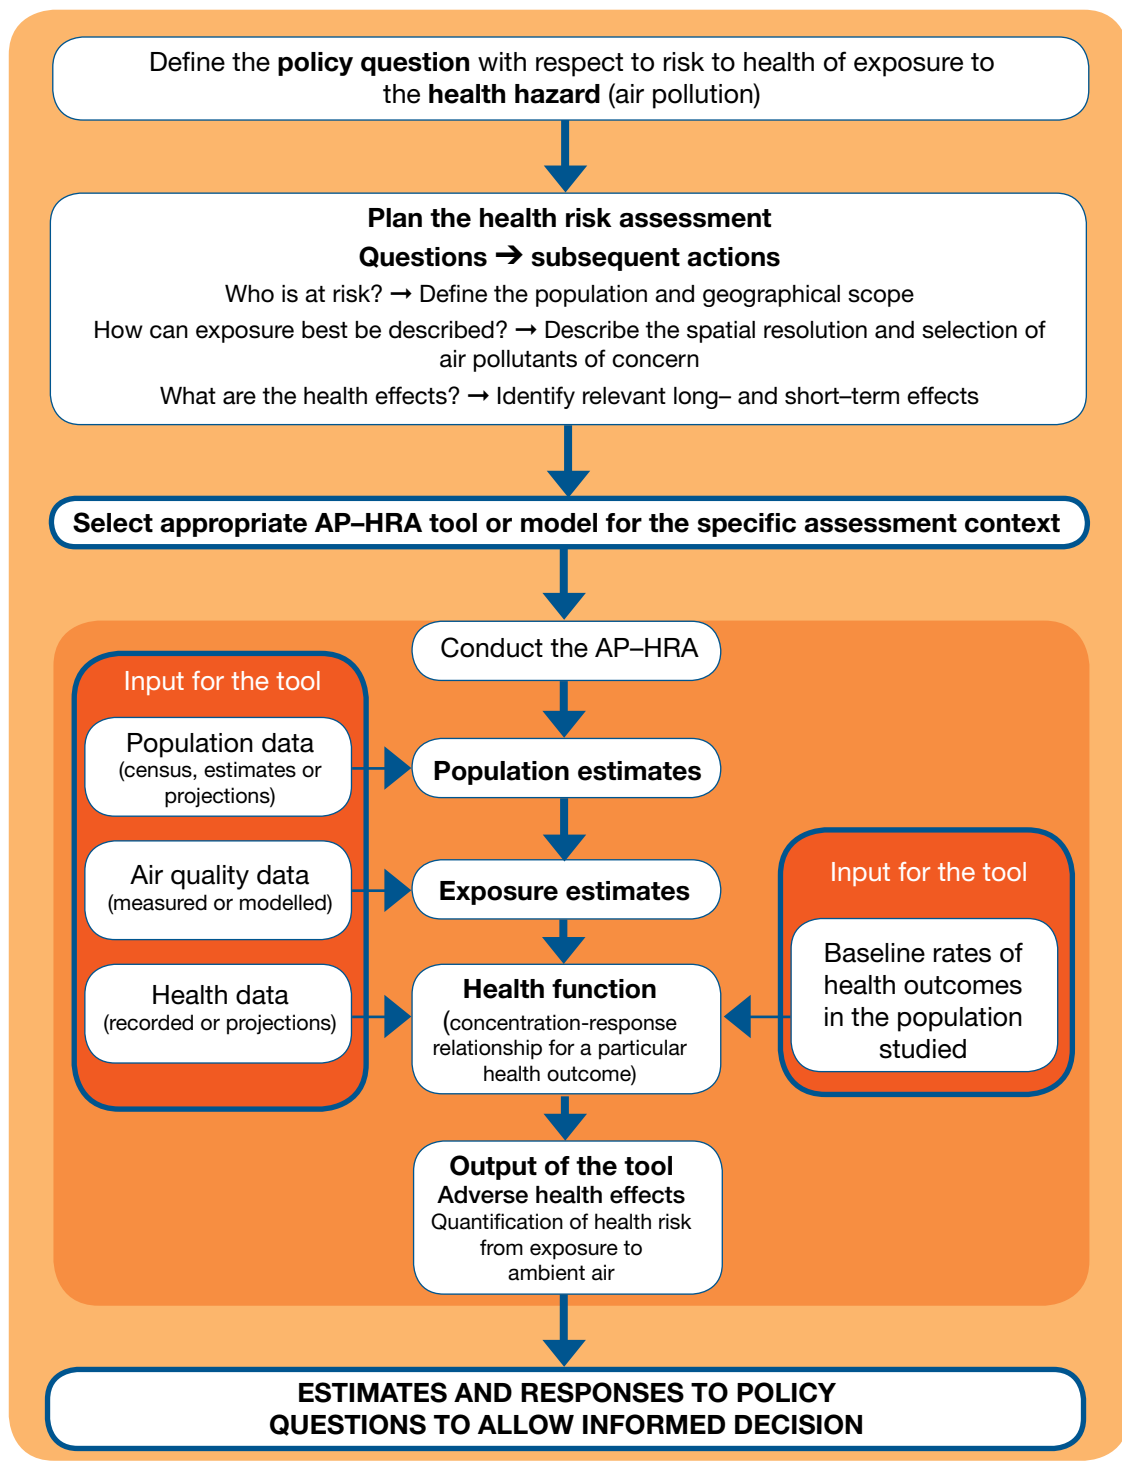 Define the policy question with respect to risk to health of exposure to
the health hazard (air pollution)
Plan the health risk assessment
Questions ➔ subsequent actions
Who is at risk? → Define the population and geographical scope
How can exposure best be described? → Describe the spatial resolution and selection of
air pollutants of concern
What are the health effects? → Identify relevant long– and short–term effects
Select appropriate AP–HRA tool or model for the specific assessment context
Conduct the AP–HRA
Input for the tool
Population data
(census, estimates or
projections)
Population estimates
Air quality data
(measured or modelled)
Exposure estimates
Input for the tool
Health data
(recorded or projections)
Health function
(concentration-response
relationship for a particular
health outcome)
Baseline rates of
health outcomes
in the population
studied
Output of the tool
Adverse health effects
Quantification of health risk
from exposure to
ambient air
ESTIMATES AND RESPONSES TO POLICY
QUESTIONS TO ALLOW INFORMED DECISION